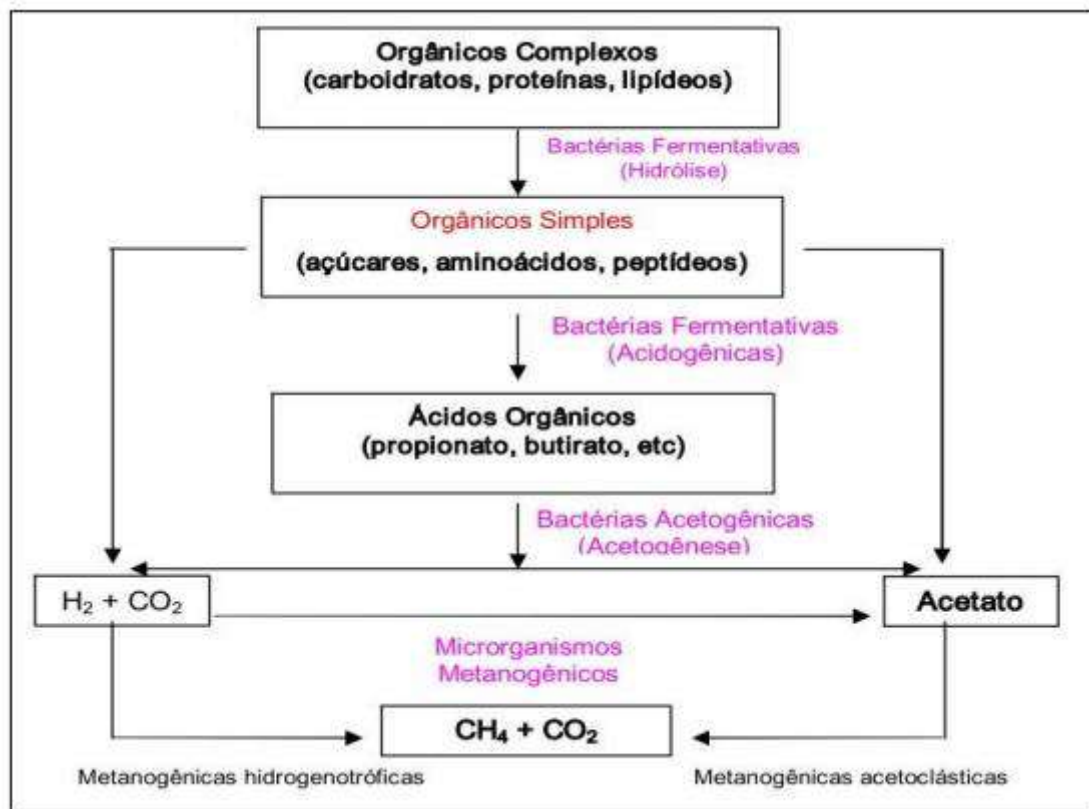 Orgânicos Complexos
(carboidratos, proteínas, lipídeos)
Bactérias Fermentativas
(Hidrólise)
Orgânicos Simples
(açúcares, aminoácidos, peptídeos)
Bactérias Fermentativas
(Acidogênicas)
Ácidos Orgânicos
(propionato, butirato, etc)
Bactérias Acetogênicas
(Acetogênese)
H₂ + CO₂
Acetato
Microrganismos
Metanogênicos
CH₄ + CO₂
Metanogênicas hidrogenotróficas
Metanogênicas acetoclásticas